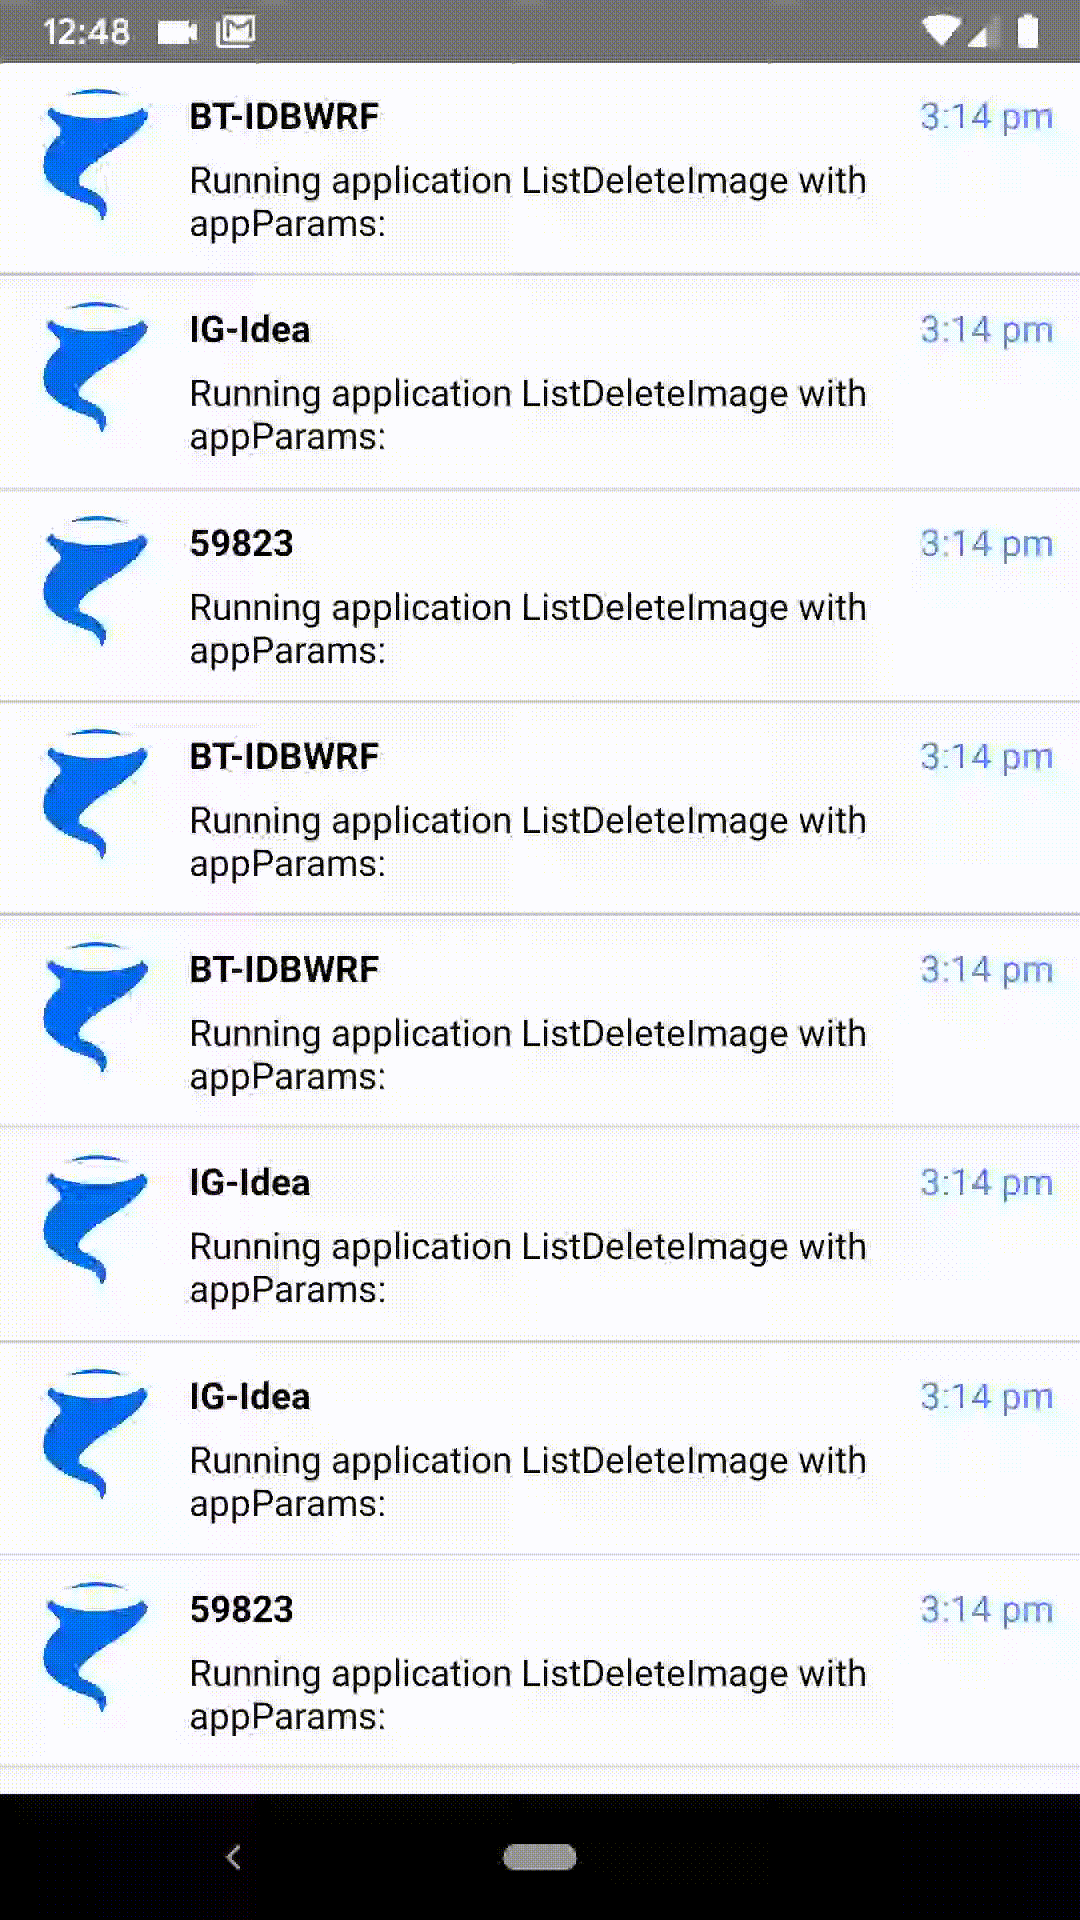 12:48
BT-IDBWRF 3:14 pm
Running application ListDeleteImage with
appParams:
IG-Idea 3:14 pm
Running application ListDeleteImage with
appParams:
59823 3:14 pm
Running application ListDeleteImage with
appParams:
BT-IDBWRF 3:14 pm
Running application ListDeleteImage with
appParams:
BT-IDBWRF 3:14 pm
Running application ListDeleteImage with
appParams:
IG-Idea 3:14 pm
Running application ListDeleteImage with
appParams:
IG-Idea 3:14 pm
Running application ListDeleteImage with
appParams:
59823 3:14 pm
Running application ListDeleteImage with
appParams: